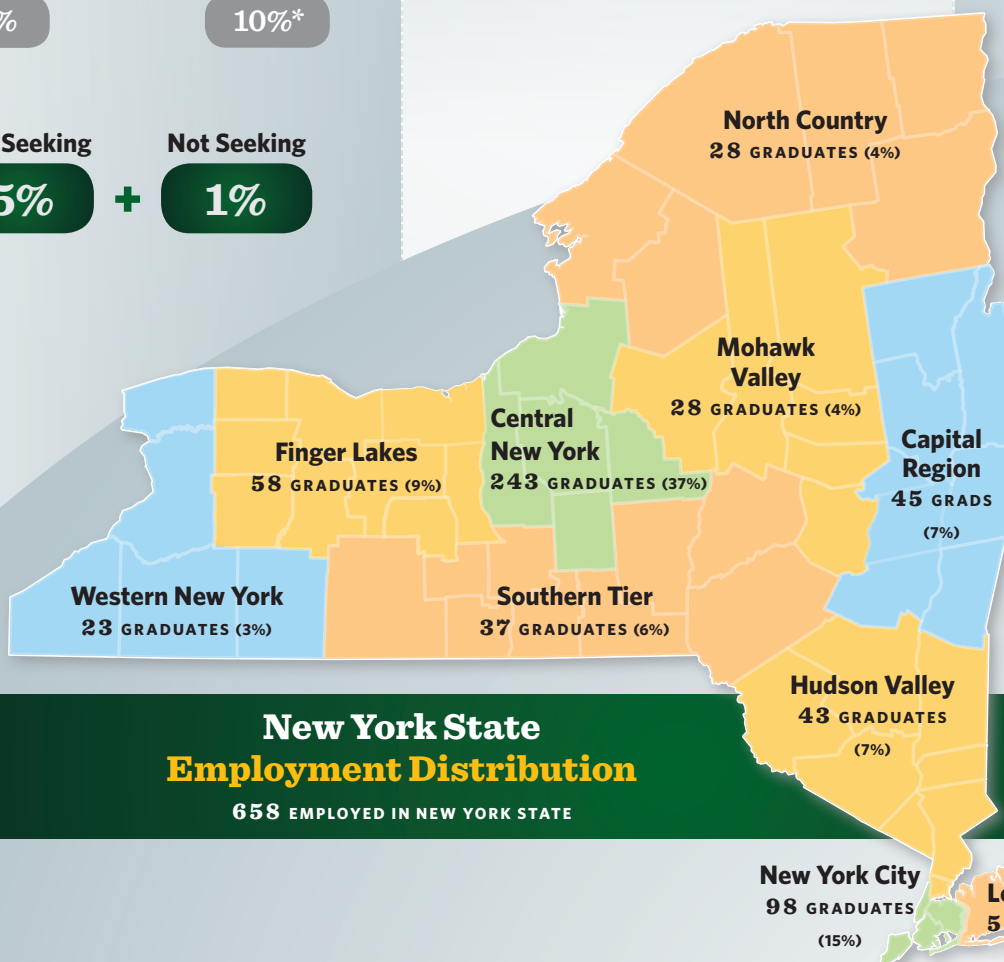 %
10%*
Seeking
Not Seeking
5%
+
1%
North Country
28 GRADUATES (4%)
Mohawk
Valley
28 GRADUATES (4%)
Central
New York
243 GRADUATES (37%)
Finger Lakes
58 GRADUATES (9%)
Capital
Region
45 GRADS
(7%)
Western New York
23 GRADUATES (3%)
Southern Tier
37 GRADUATES (6%)
Hudson Valley
43 GRADUATES
(7%)
New York State
Employment Distribution
658 EMPLOYED IN NEW YORK STATE
New York City
98 GRADUATES
(15%)
L
5